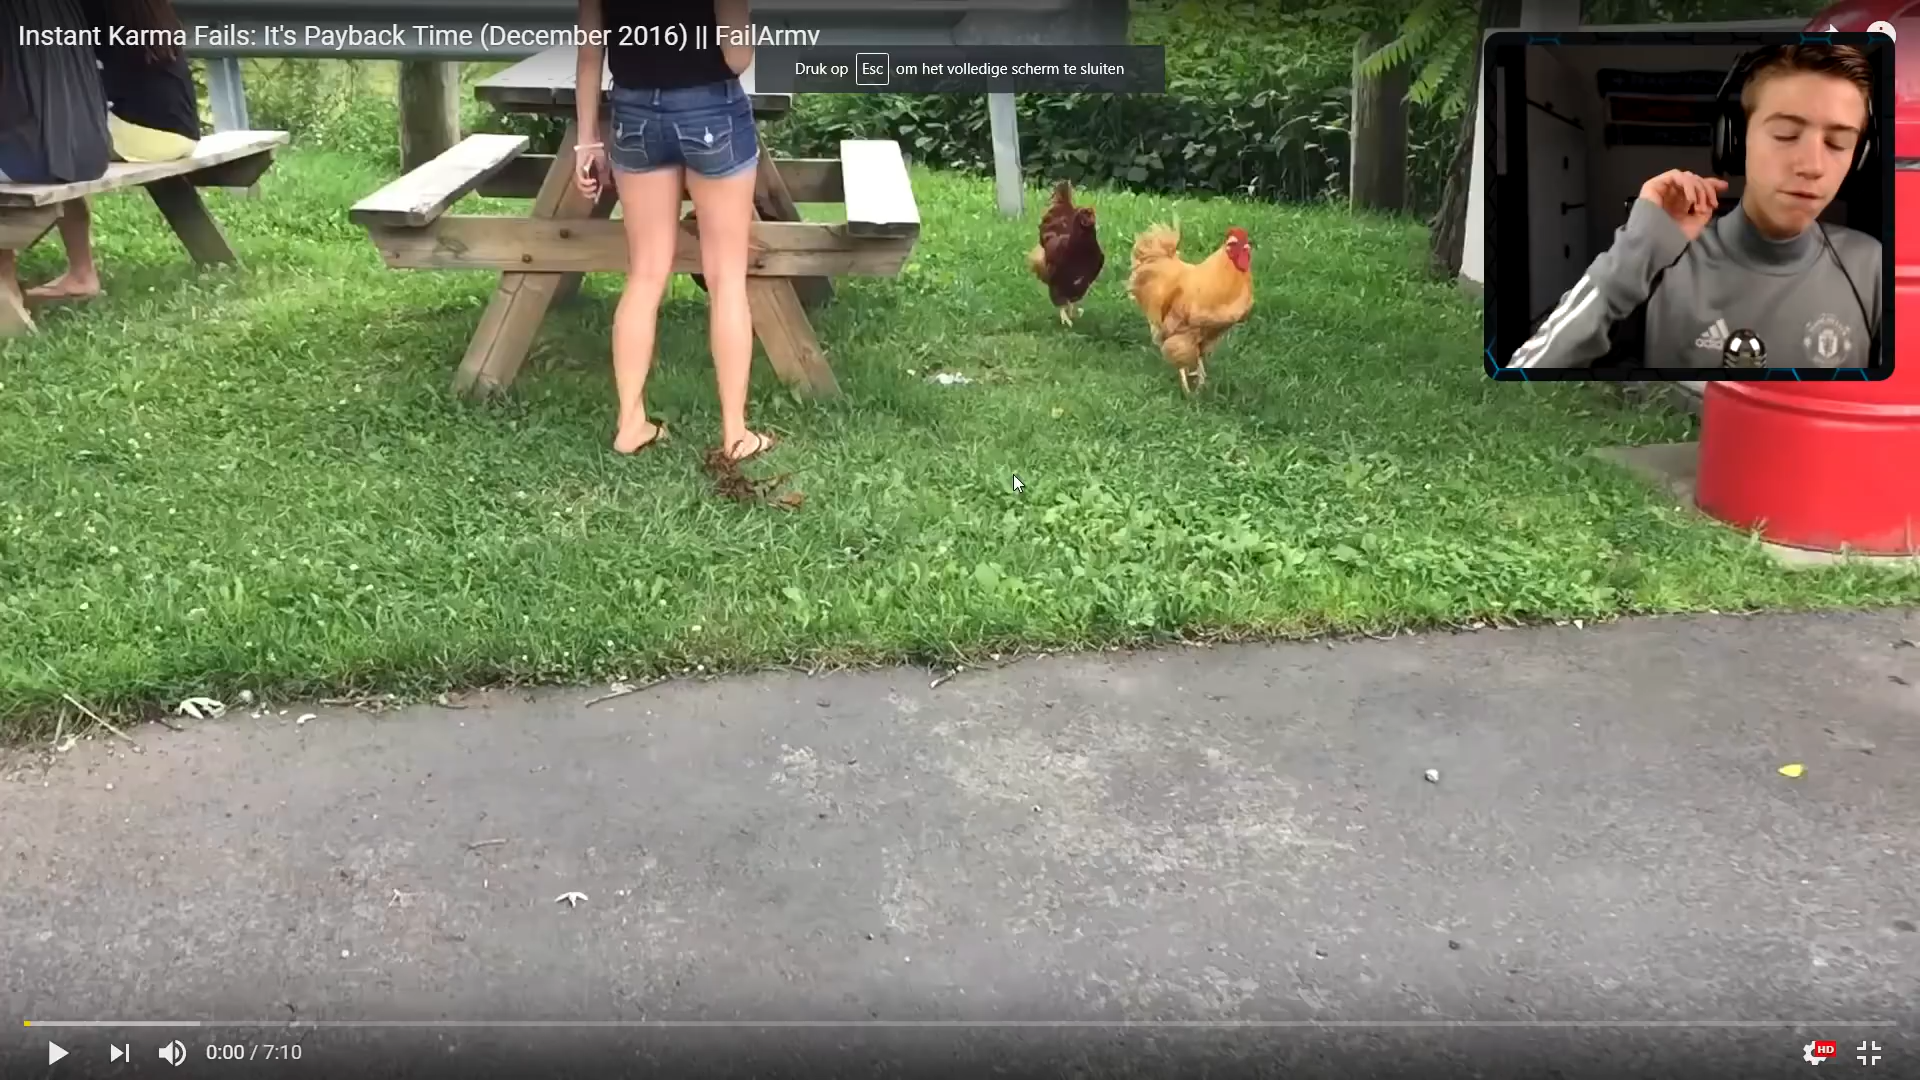 Instant Karma Fails: It's Payback Time (December 2016) || FailArmy
Druk op Esc om het volledige scherm te sluiten
adidas
0:00 / 7:10
HD